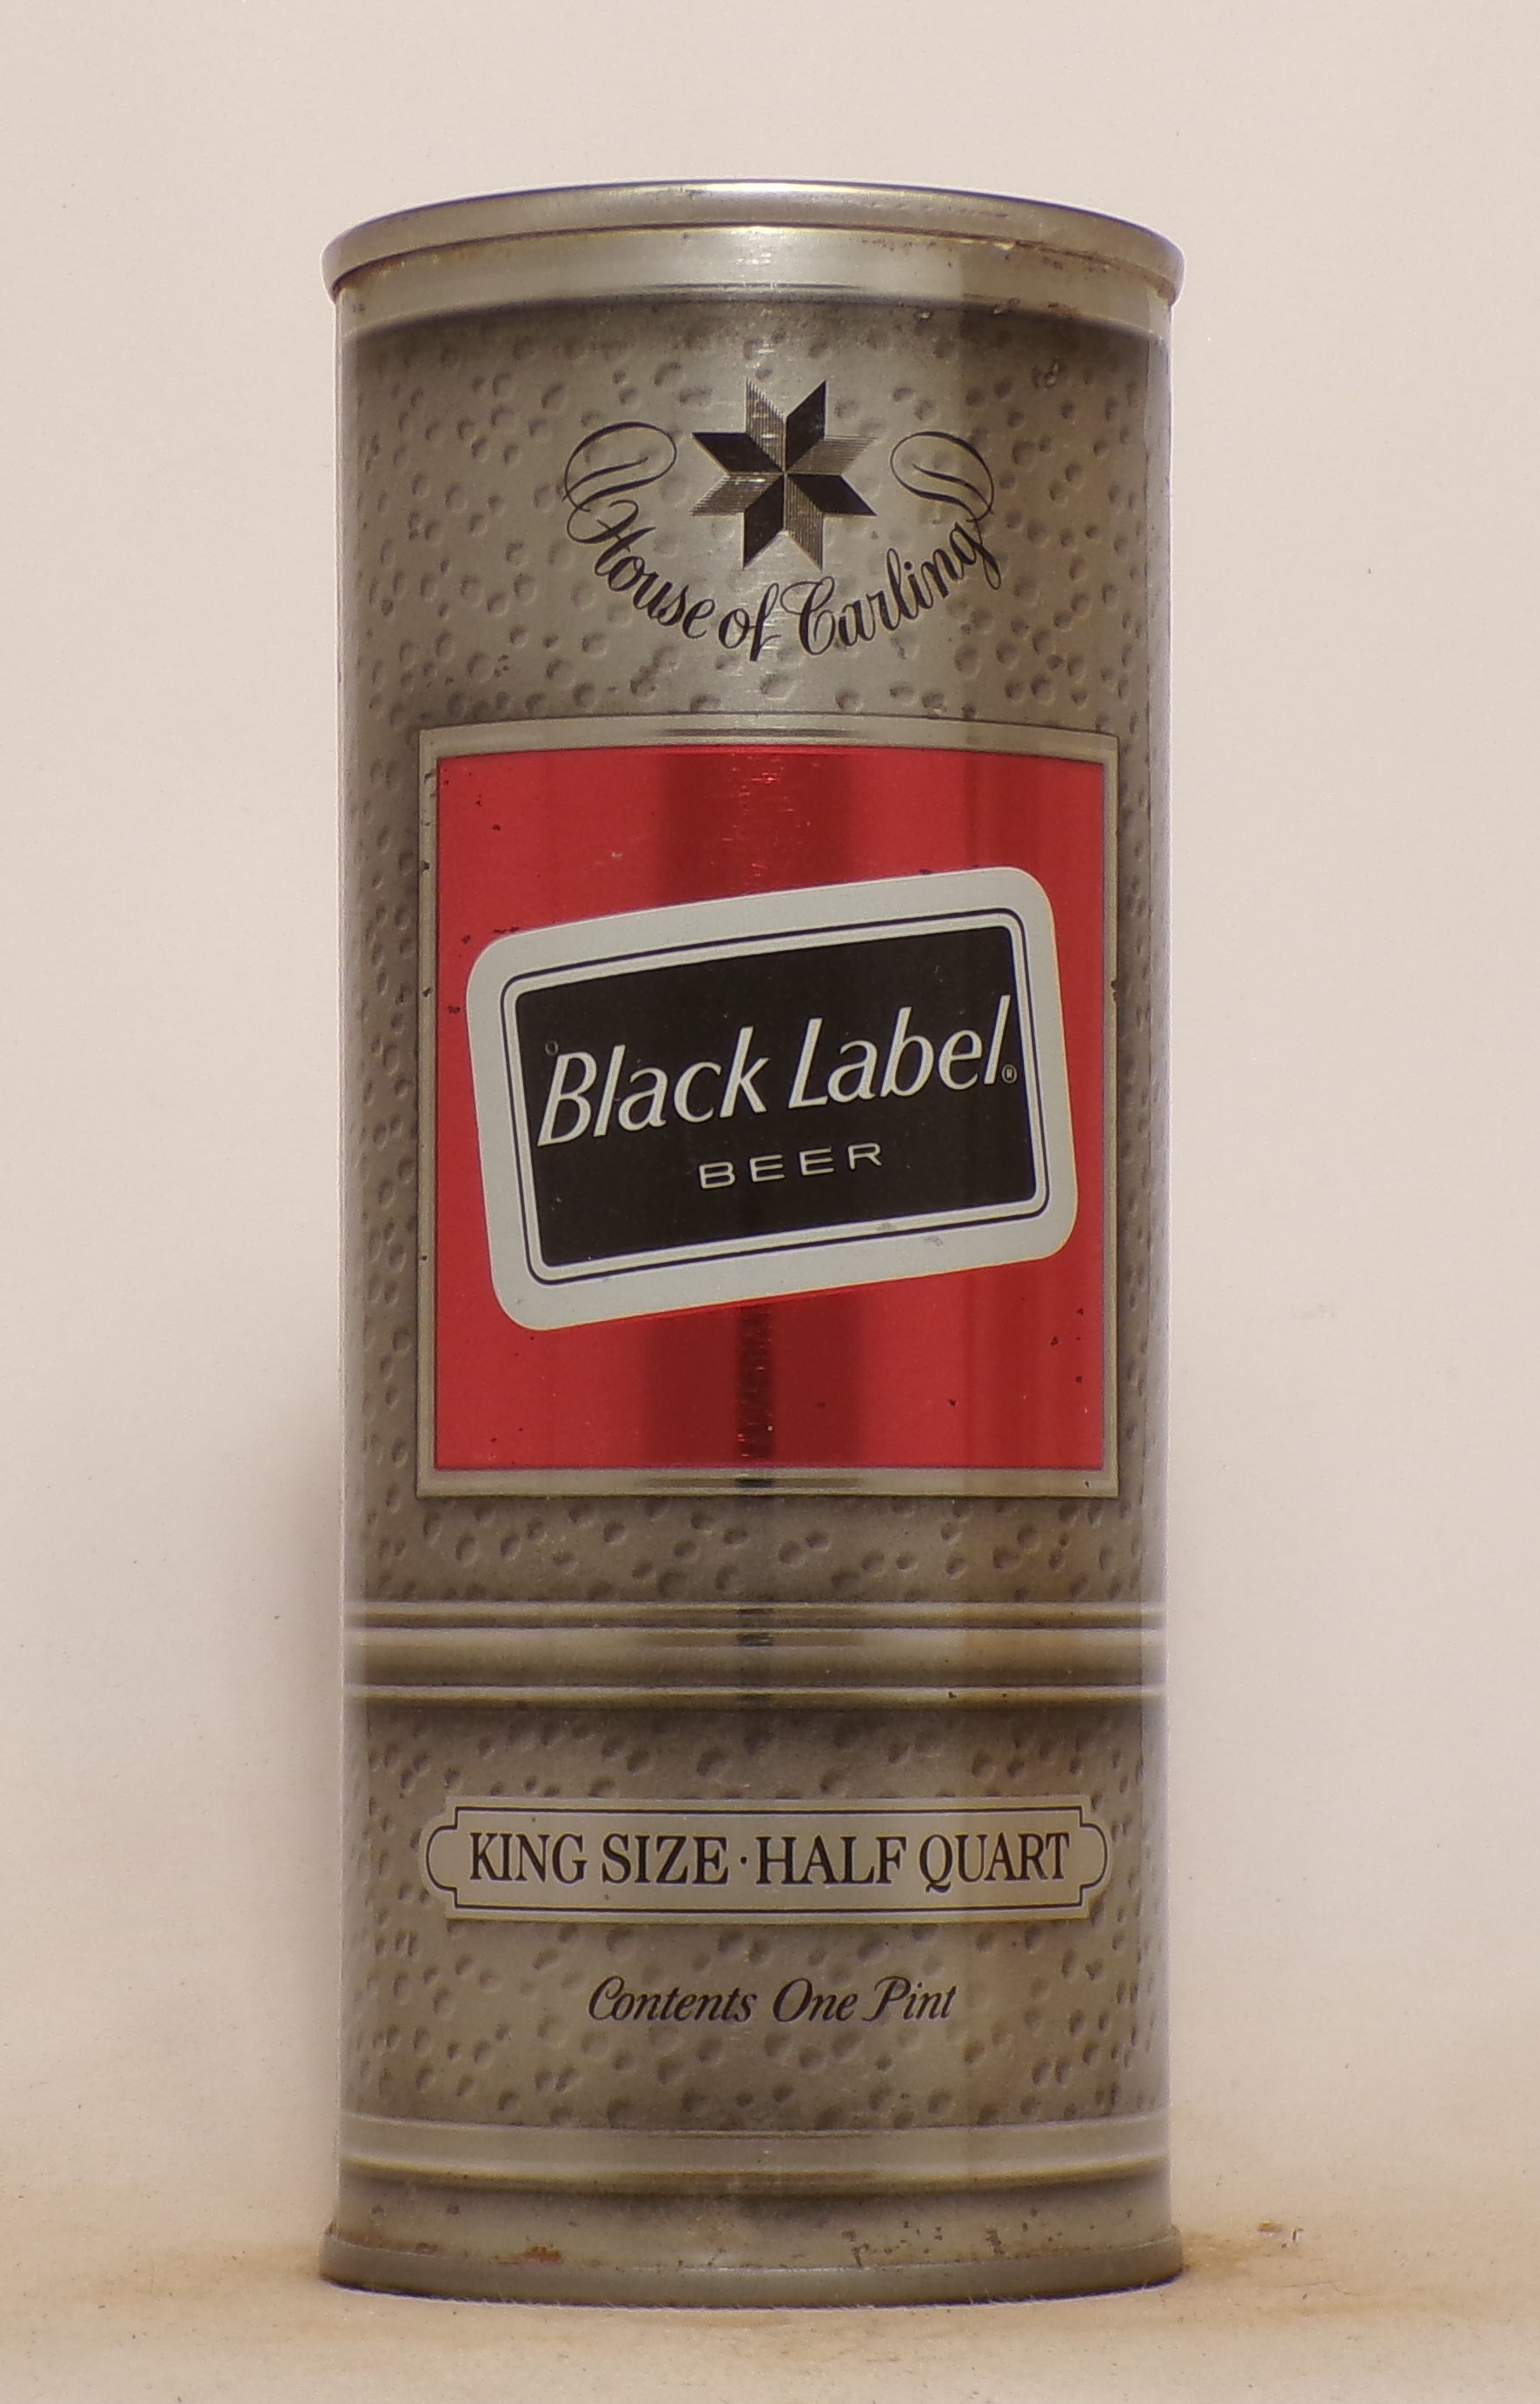 House of Carling
Black Label®
BEER
KING SIZE · HALF QUART
Contents One Pint